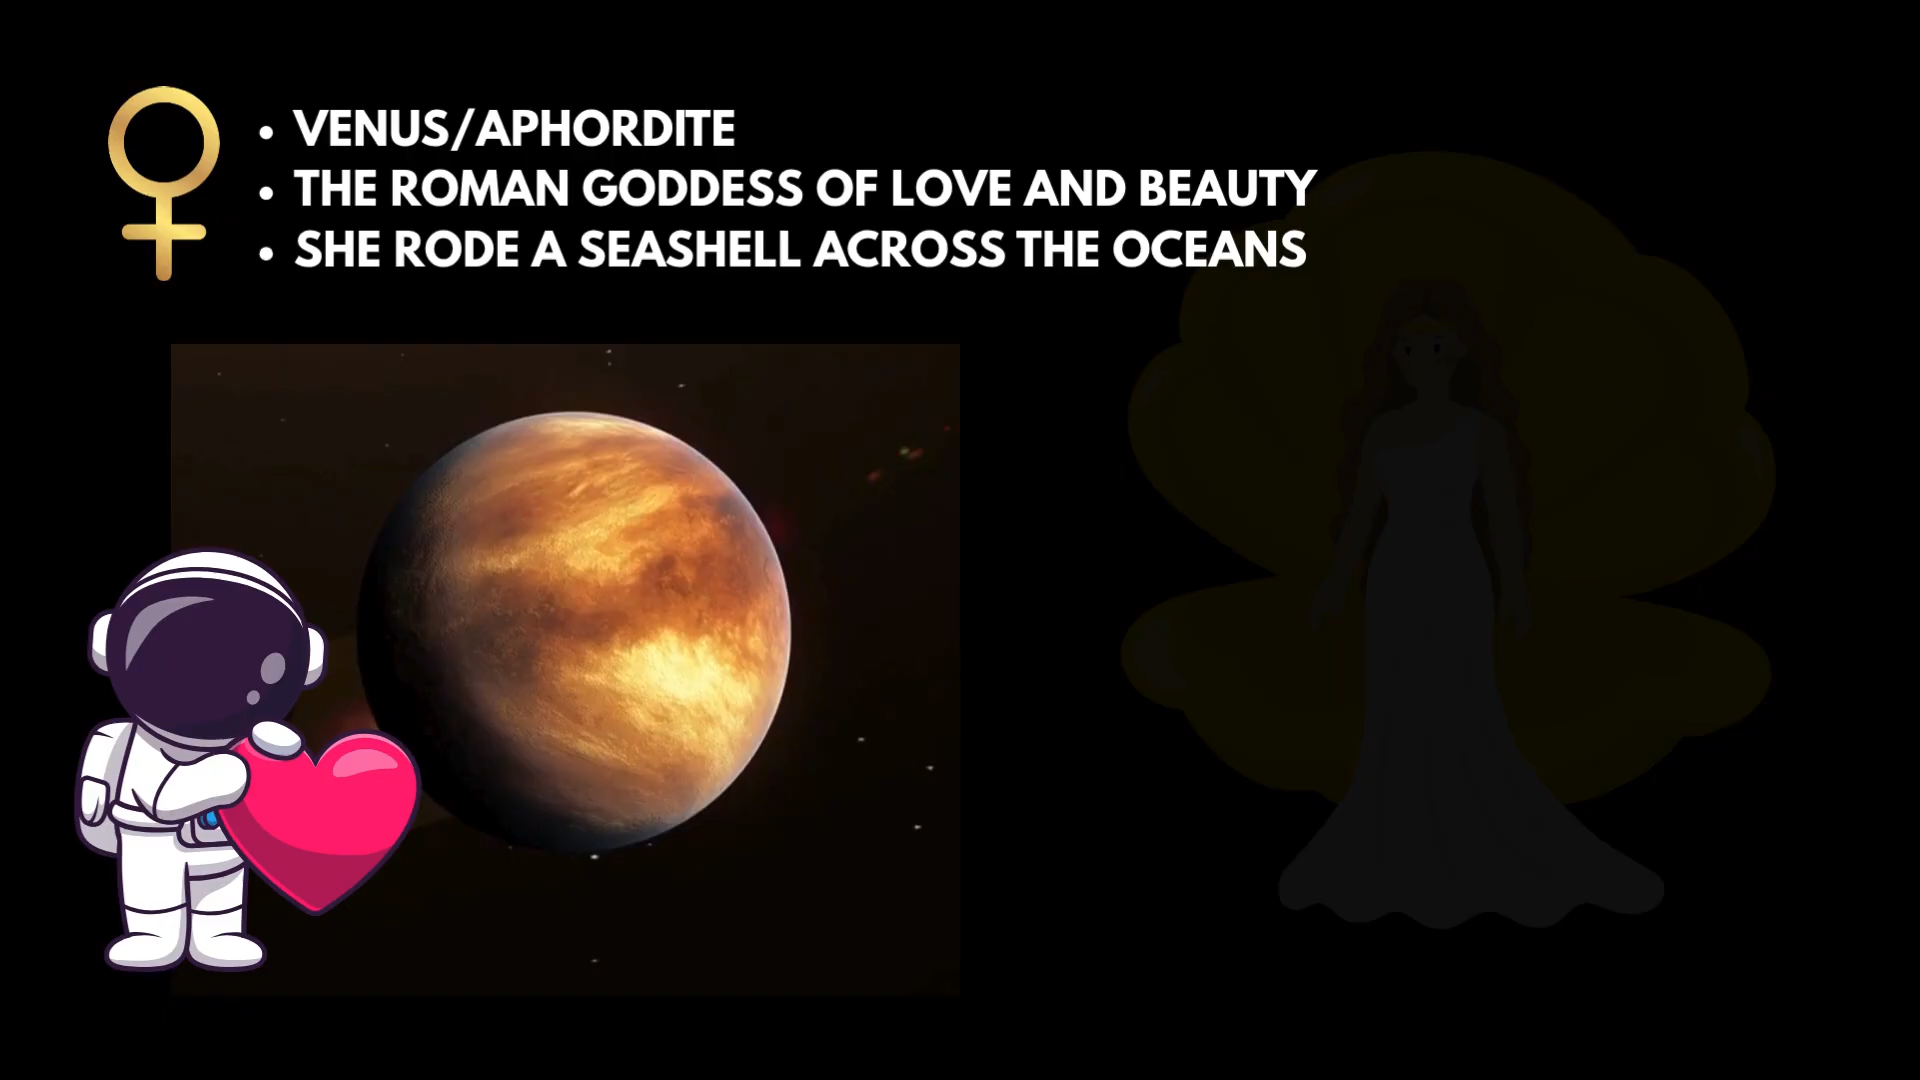 • VENUS/APHORDITE
• THE ROMAN GODDESS OF LOVE AND BEAUTY
• SHE RODE A SEASHELL ACROSS THE OCEANS